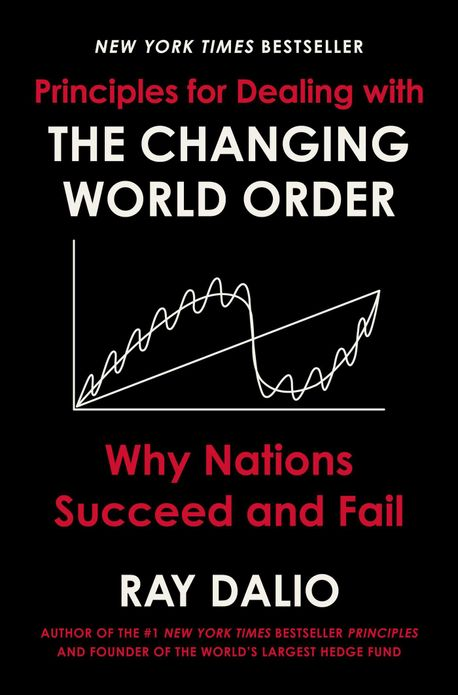 NEW YORK TIMES BESTSELLER
Principles for Dealing with
THE CHANGING
WORLD ORDER
Why Nations
Succeed and Fail
RAY DALIO
AUTHOR OF THE #1 NEW YORK TIMES BESTSELLER PRINCIPLES
AND FOUNDER OF THE WORLD'S LARGEST HEDGE FUND